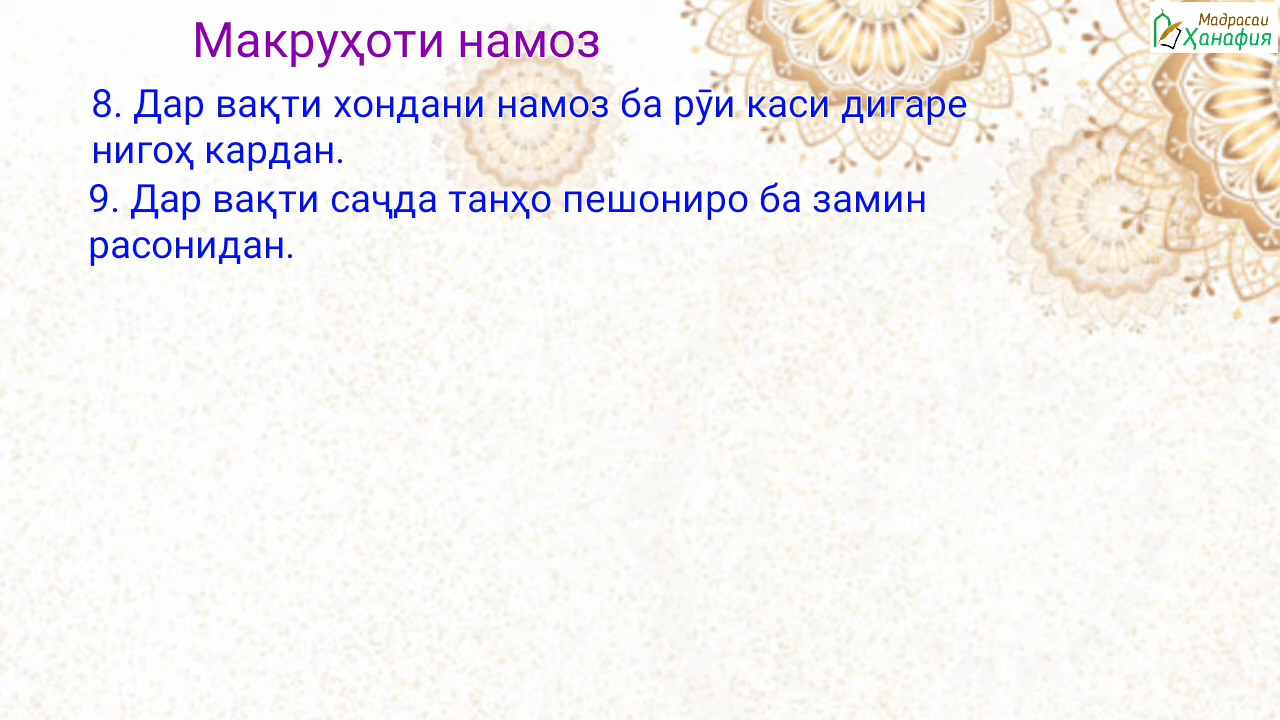 Макруҳоти намоз
Мадрасаи
Ҳанафия
8. Дар вақти хондани намоз ба рӯи каси дигаре
нигоҳ кардан.
9. Дар вақти саҷда танҳо пешониро ба замин
расонидан.